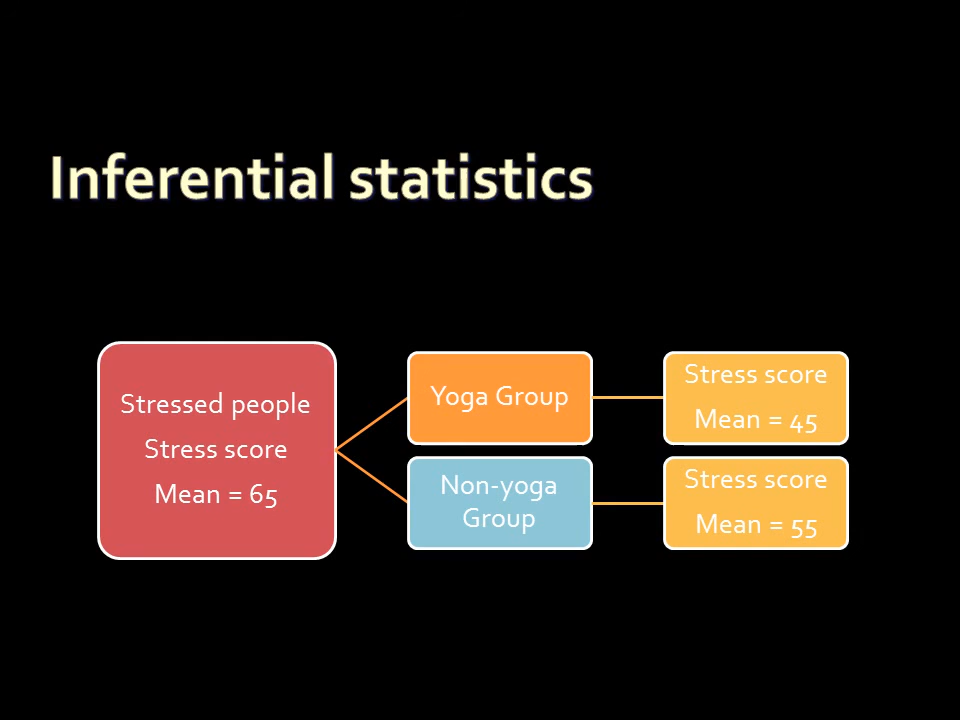 Inferential statistics
Stressed people
Stress score
Mean = 65
Yoga Group
Stress score
Mean = 45
Non-yoga
Group
Stress score
Mean = 55